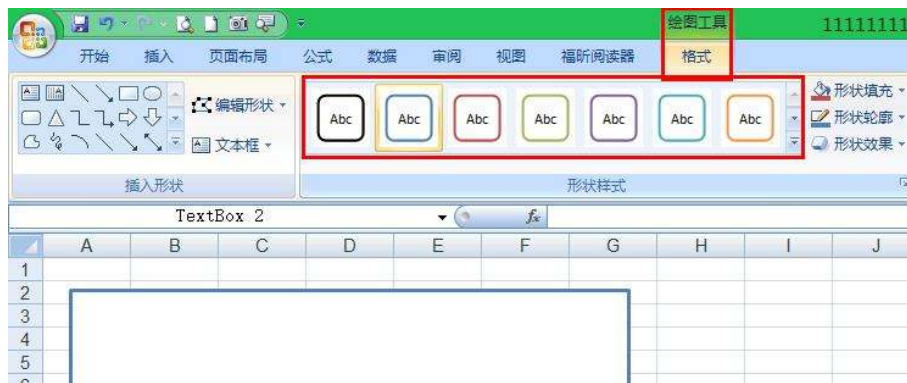 绘图工具 11111111
开始 插入 页面布局 公式 数据 审阅 视图 福昕阅读器 格式
编辑形状 Abc Abc Abc Abc Abc Abc Abc 形状填充
形状轮廓
文本框 形状效果
插入形状 形状样式
TextBox 2 fx
A B C D E F G H I J
1
2
3
4
5